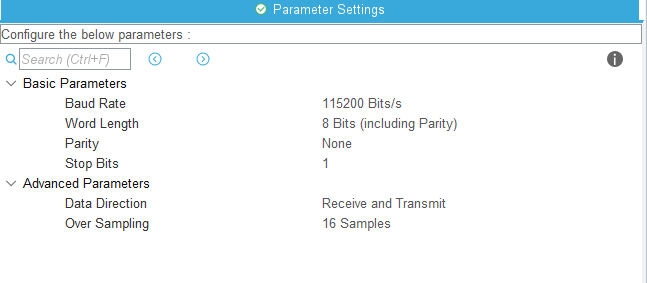 Parameter Settings
Configure the below parameters :
Search (Ctrl+F)
Basic Parameters
Baud Rate 115200 Bits/s
Word Length 8 Bits (including Parity)
Parity None
Stop Bits 1
Advanced Parameters
Data Direction Receive and Transmit
Over Sampling 16 Samples